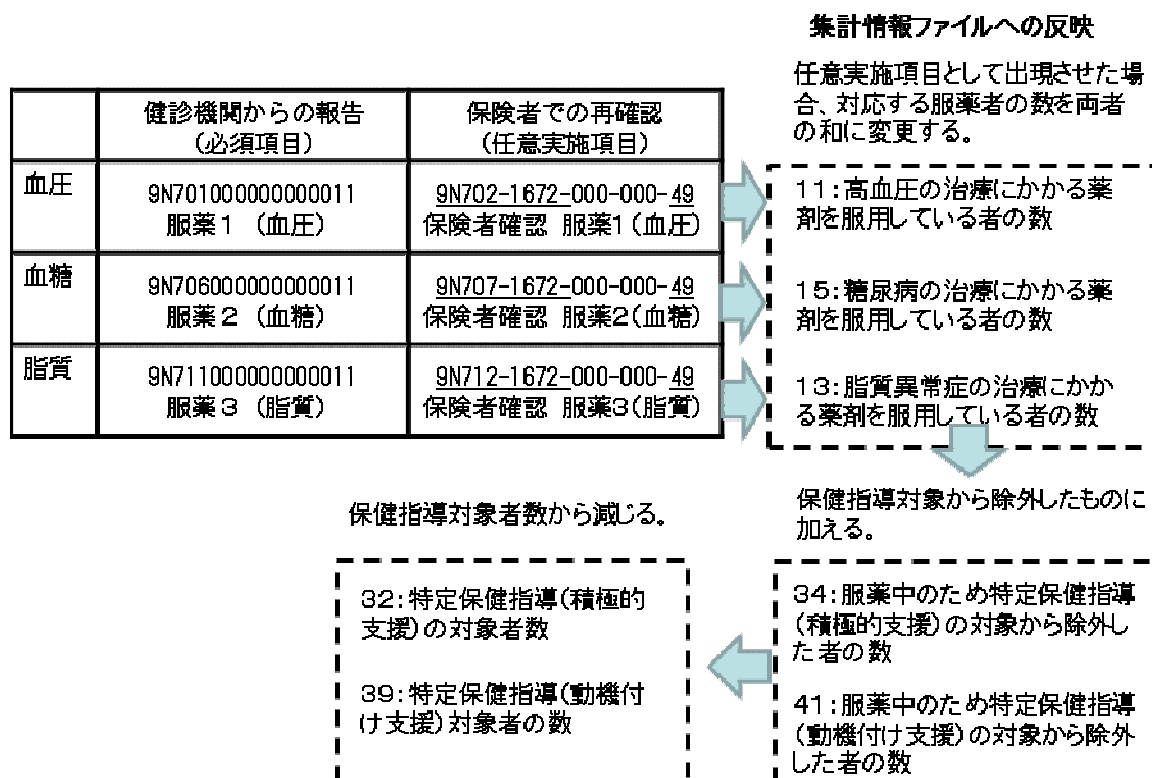 集計情報ファイルへの反映
任意実施項目として出現させた場
合、対応する服薬者の数を両者
の和に変更する。
健診機関からの報告
(必須項目)
保険者での再確認
(任意実施項目)
血圧
9N701000000000011
服薬１ (血圧)
9N702-1672-000-000-49
保険者確認 服薬1(血圧)
11:高血圧の治療にかかる薬
剤を服用している者の数
血糖
9N706000000000011
服薬２ (血糖)
9N707-1672-000-000-49
保険者確認 服薬2(血糖)
15:糖尿病の治療にかかる薬
剤を服用している者の数
脂質
9N711000000000011
服薬３ (脂質)
9N712-1672-000-000-49
保険者確認 服薬3(脂質)
13:脂質異常症の治療にかか
る薬剤を服用している者の数
保健指導対象から除外したものに
加える。
保健指導対象者数から減じる。
34:服薬中のため特定保健指導
(積極的支援)の対象から除外し
た者の数
41:服薬中のため特定保健指導
(動機付け支援)の対象から除外
した者の数
32:特定保健指導(積極的
支援)の対象者数
39:特定保健指導(動機付
け支援)対象者の数